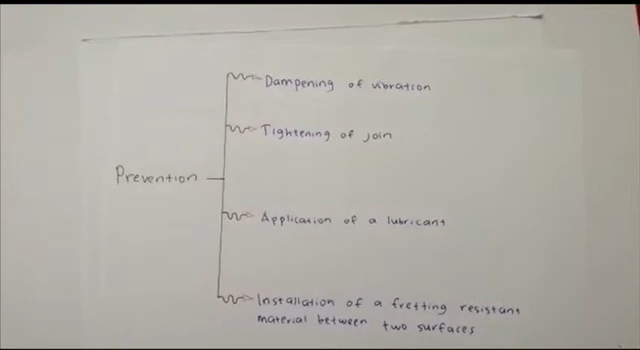 Dampening of vibration
Tightening of join
Prevention
Application of a lubricant
Installation of a fretting resistant
material between two surfaces